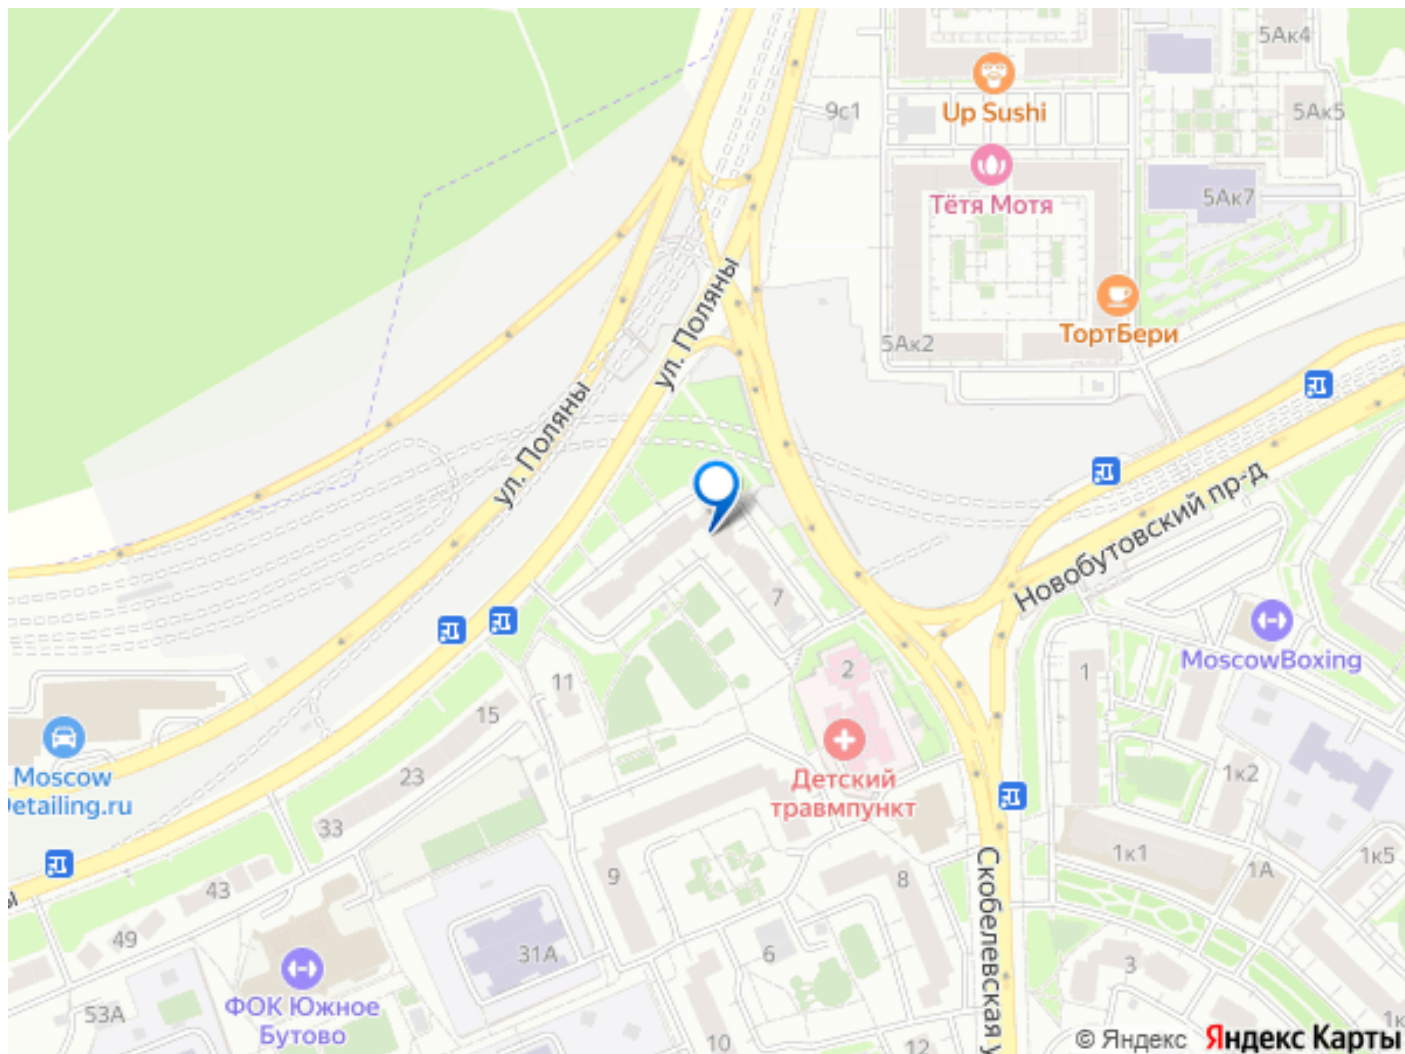 5Ак4
Up Sushi
9с1
5Ак5
Тётя Мотя
5Ак7
ул. Поляны
ТортБери
5Ак2
ул. Поляны
Новобутовский пр-д
7
MoscowBoxing
2
1
11
15
Moscow
Detailing.ru
23
Детский
травмпункт
1к2
33
1к1
1А
1к5
43
9
8
Скобелевская у
49
31А
6
3
ФОК Южное
Бутово
53А
10
12
1к
© Яндекс Яндекс Карты